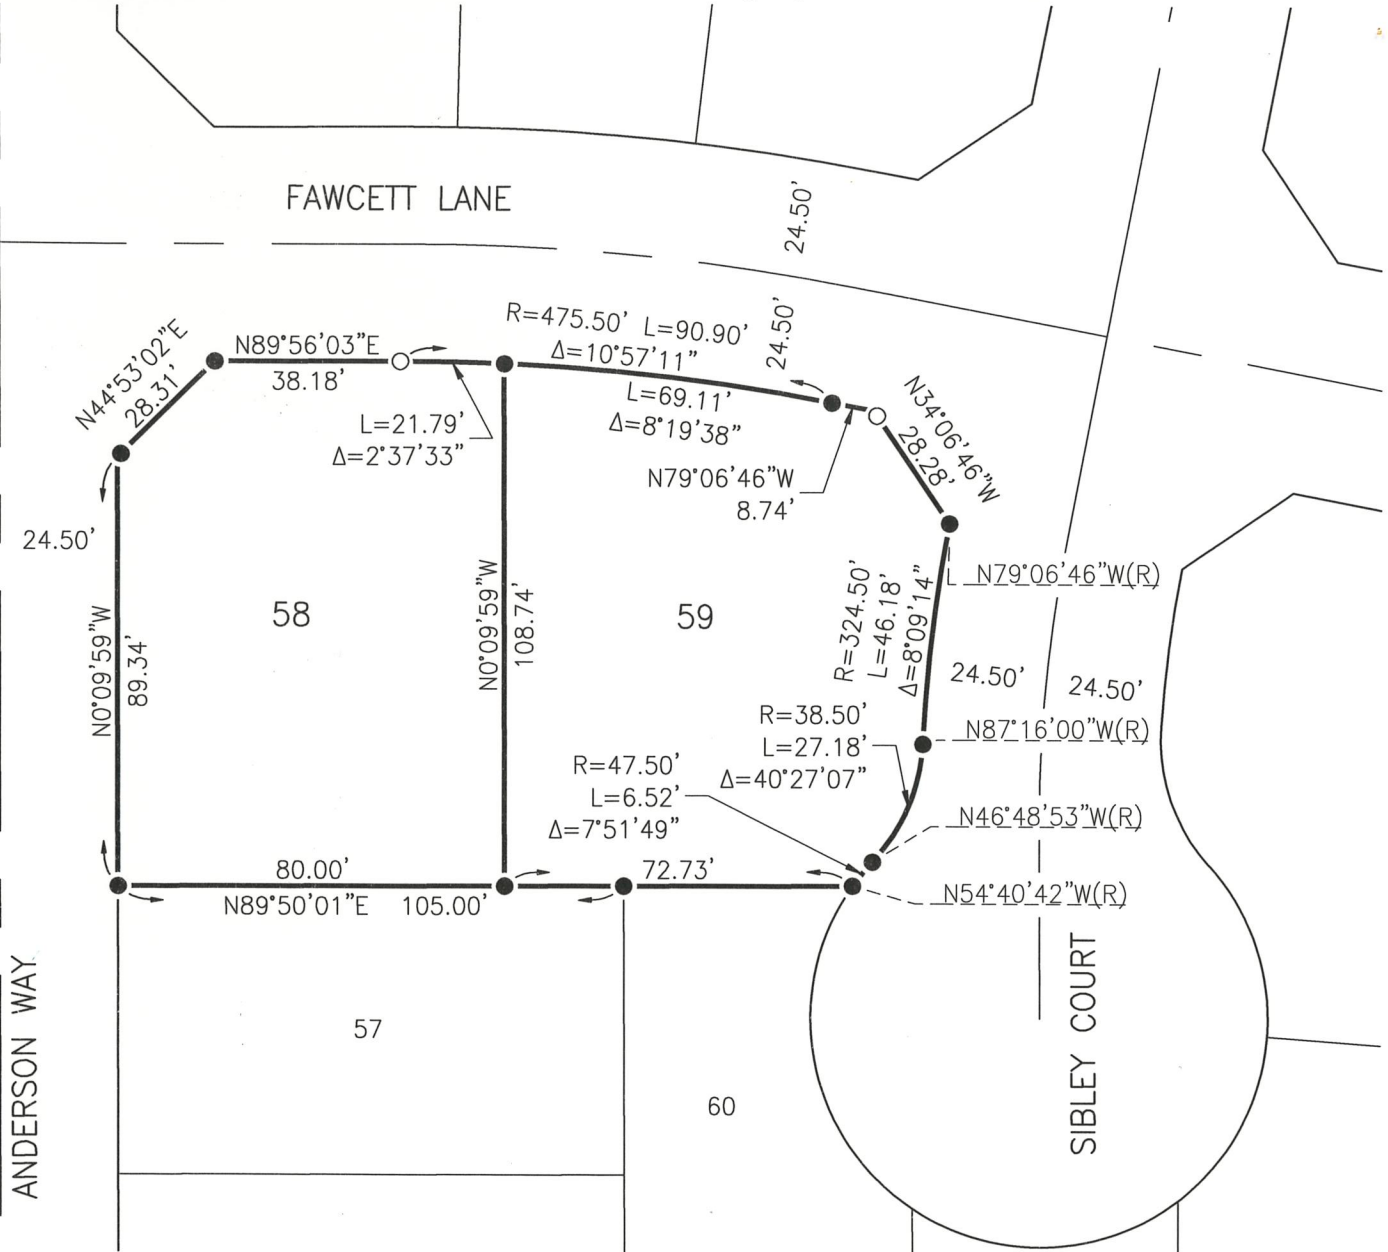 FAWCETT LANE
24.50'
24.50'
R=475.50' L=90.90'
Δ=10°57'11"
L=69.11'
Δ=8°19'38"
N44°53'02"E
28.31'
N89°56'03"E
38.18'
L=21.79'
Δ=2°37'33"
N79°06'46"W
8.74'
N34°06'46"W
28.28'
24.50'
N0°09'59"W
89.34'
58
N0°09'59"W
108.74'
59
R=324.50'
L=46.18'
Δ=8°09'14"
N79°06'46"W(R)
24.50'
24.50'
N87°16'00"W(R)
R=38.50'
L=27.18'
Δ=40°27'07"
R=47.50'
L=6.52'
Δ=7°51'49"
N46°48'53"W(R)
N54°40'42"W(R)
80.00'
72.73'
N89°50'01"E 105.00'
57
60
ANDERSON WAY
SIBLEY COURT